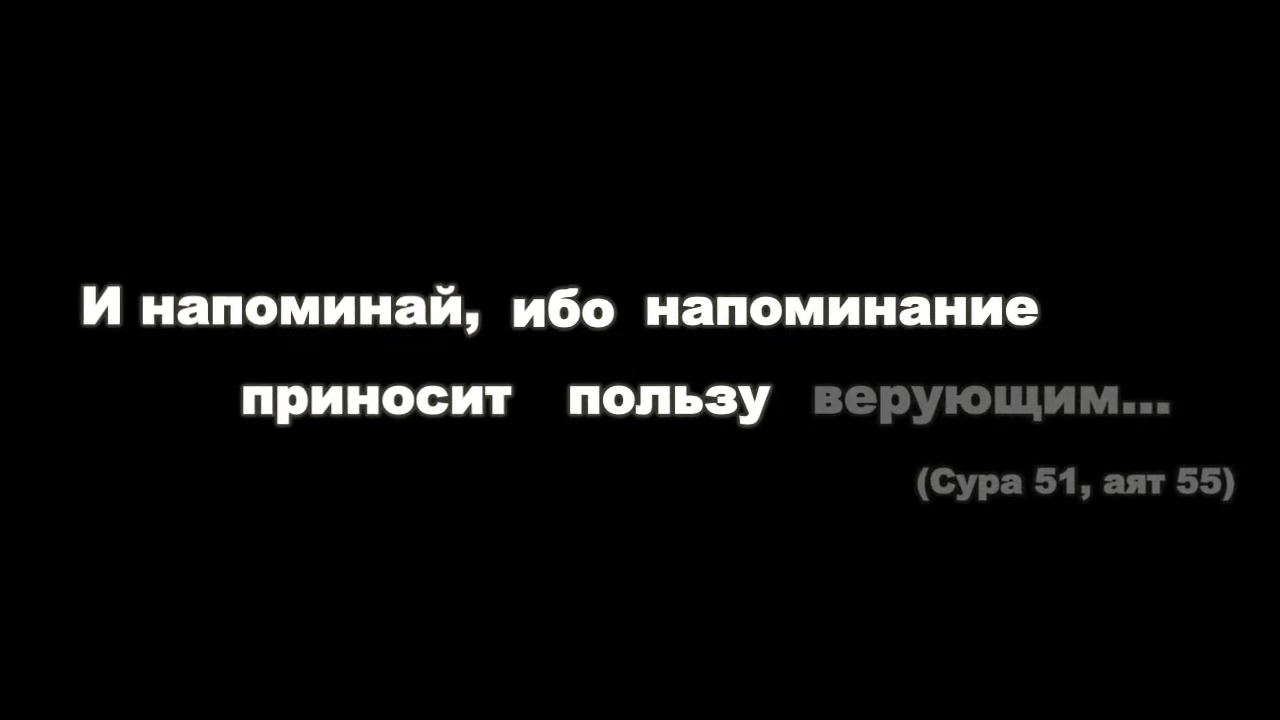 И напоминай, ибо напоминание
приносит пользу верующим...
(Сура 51, аят 55)